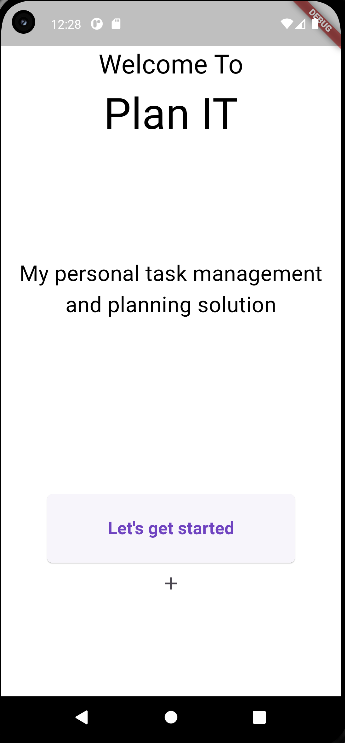 12:28
DEBUG
Welcome To
Plan IT
My personal task management
and planning solution
Let's get started
+